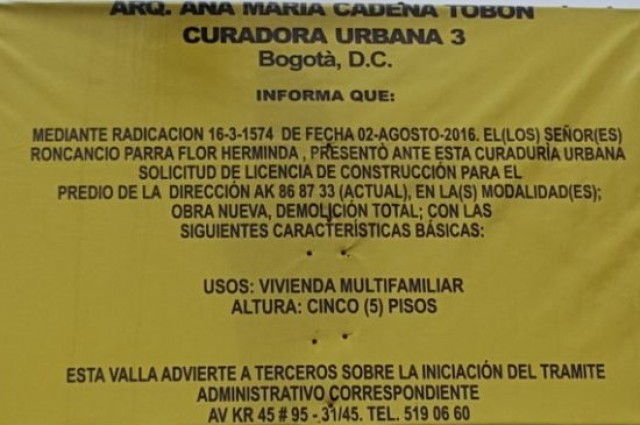 ARQ. ANA MARIA CADENA TOBON
CURADORA URBANA 3
Bogotà, D.C.
INFORMA QUE:
MEDIANTE RADICACION 16-3-1574 DE FECHA 02-AGOSTO-2016. EL(LOS) SEÑOR(ES)
RONCANCIO PARRA FLOR HERMINDA , PRESENTÒ ANTE ESTA CURADURÌA URBANA
SOLICITUD DE LICENCIA DE CONSTRUCCIÓN PARA EL
PREDIO DE LA DIRECCIÓN AK 86 87 33 (ACTUAL), EN LA(S) MODALIDAD(ES);
OBRA NUEVA, DEMOLICIÓN TOTAL; CON LAS
SIGUIENTES CARACTERÍSTICAS BÁSICAS:
USOS: VIVIENDA MULTIFAMILIAR
ALTURA: CINCO (5) PISOS
ESTA VALLA ADVIERTE A TERCEROS SOBRE LA INICIACIÓN DEL TRAMITE
ADMINISTRATIVO CORRESPONDIENTE
AV KR 45 # 95 - 31/45. TEL. 519 06 60